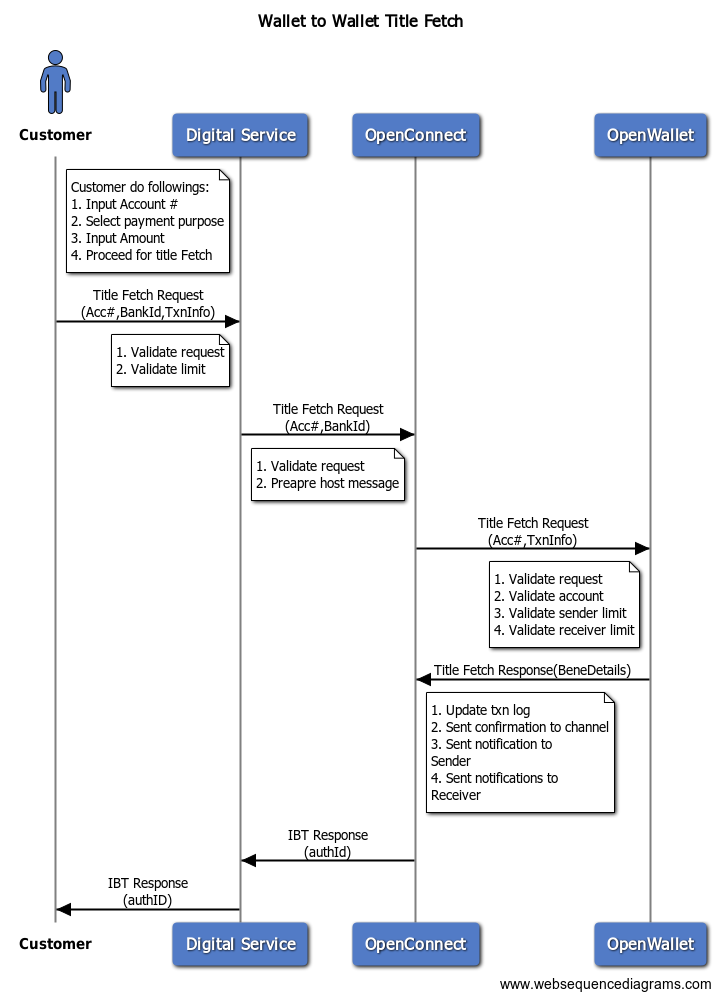 Wallet to Wallet Title Fetch
Customer
Digital Service
OpenConnect
OpenWallet
Customer do followings:
1. Input Account #
2. Select payment purpose
3. Input Amount
4. Proceed for title Fetch
Title Fetch Request
(Acc#,BankId,TxnInfo)
1. Validate request
2. Validate limit
Title Fetch Request
(Acc#,BankId)
1. Validate request
2. Preapre host message
Title Fetch Request
(Acc#,TxnInfo)
1. Validate request
2. Validate account
3. Validate sender limit
4. Validate receiver limit
Title Fetch Response(BeneDetails)
1. Update txn log
2. Sent confirmation to channel
3. Sent notification to
Sender
4. Sent notifications to
Receiver
IBT Response
(authId)
IBT Response
(authID)
Customer
Digital Service
OpenConnect
OpenWallet
www.websequencediagrams.com